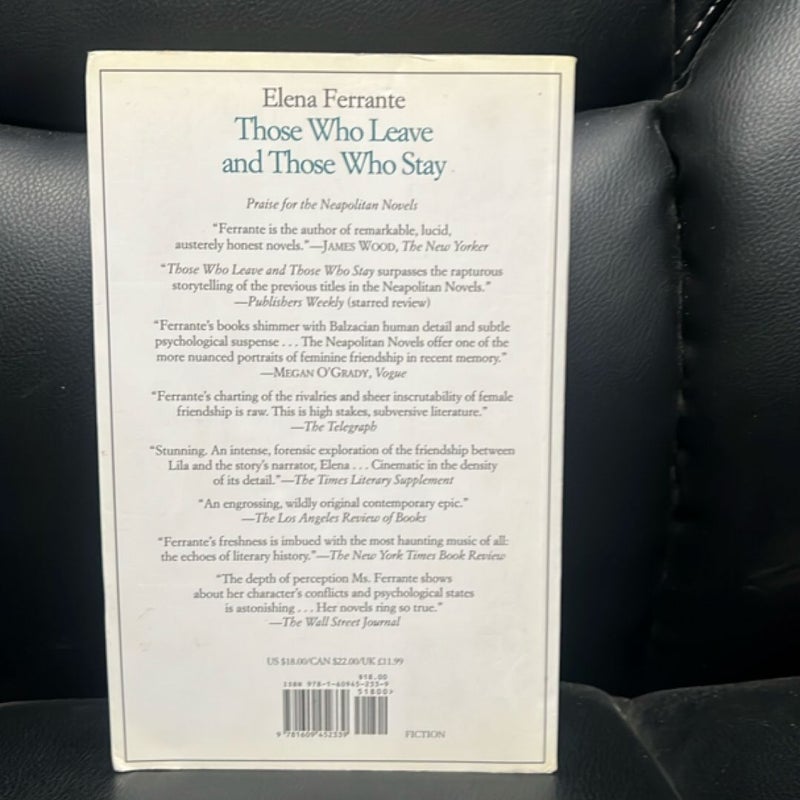 Elena Ferrante
Those Who Leave
and Those Who Stay
Praise for the Neapolitan Novels
“Ferrante is the author of remarkable, lucid,
austerely honest novels.”—JAMES WOOD, The New Yorker
“Those Who Leave and Those Who Stay surpasses the rapturous
storytelling of the previous titles in the Neapolitan Novels.”
—Publishers Weekly (starred review)
“Ferrante's books shimmer with Balzacian human detail and subtle
psychological suspense . . . The Neapolitan Novels offer one of the
more nuanced portraits of feminine friendship in recent memory.”
—MEGAN O'GRADY, Vogue
“Ferrante's charting of the rivalries and sheer inscrutability of female
friendship is raw. This is high stakes, subversive literature.”
—The Telegraph
“Stunning. An intense, forensic exploration of the friendship between
Lila and the story's narrator, Elena . . . Cinematic in the density
of its detail.”—The Times Literary Supplement
“An engrossing, wildly original contemporary epic.”
—The Los Angeles Review of Books
“Ferrante's freshness is imbued with the most haunting music of all:
the echoes of literary history.”—The New York Times Book Review
“The depth of perception Ms. Ferrante shows
about her character's conflicts and psychological states
is astonishing . . . Her novels ring so true.”
—The Wall Street Journal
US $18.00/CAN $22.00/UK £11.99
$18.00
ISBN 978-1-60945-233-9
51800>
9 781609 452339
FICTION